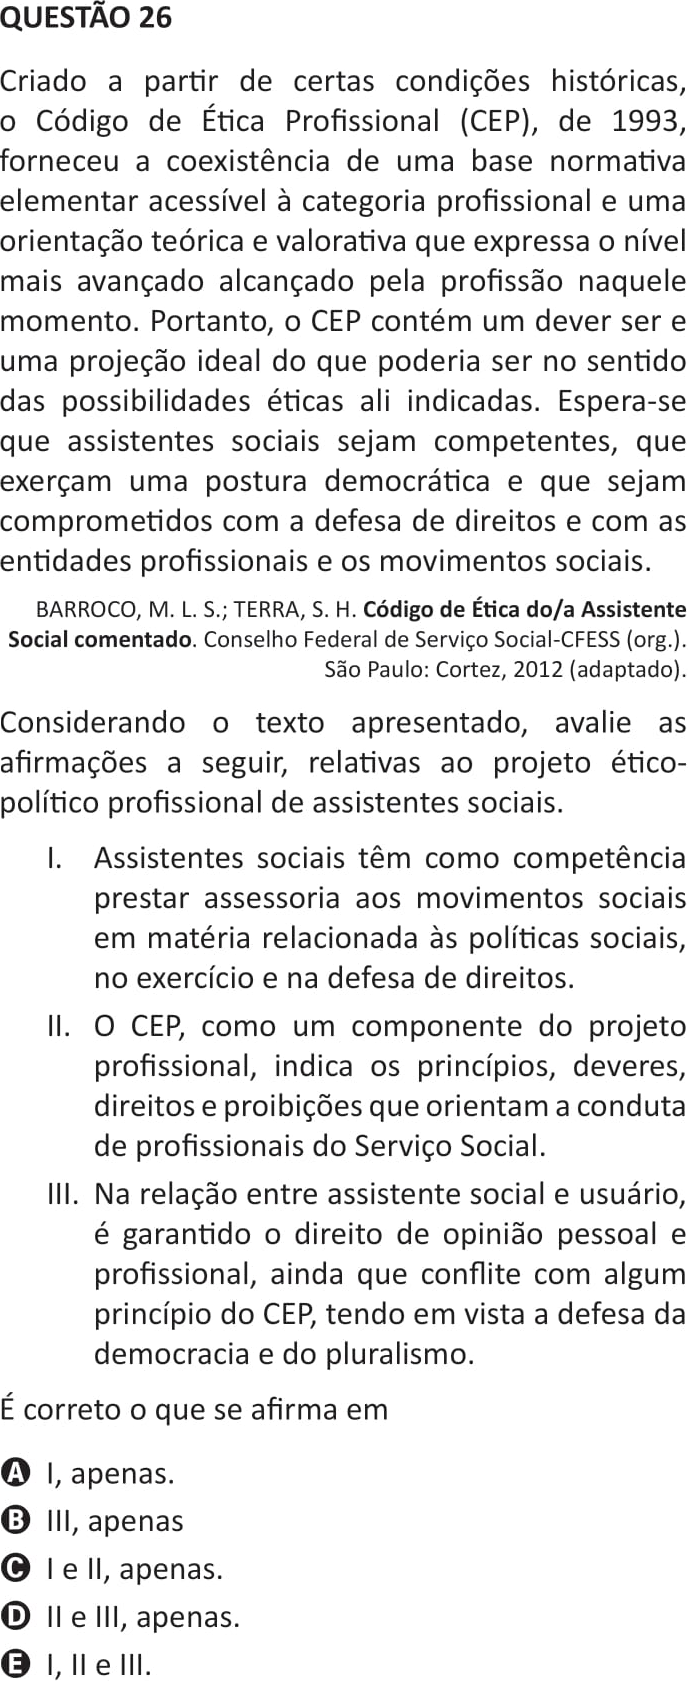 QUESTÃO 26
Criado a partir de certas condições históricas,
o Código de Ética Profissional (CEP), de 1993,
forneceu a coexistência de uma base normativa
elementar acessível à categoria profissional e uma
orientação teórica e valorativa que expressa o nível
mais avançado alcançado pela profissão naquele
momento. Portanto, o CEP contém um dever ser e
uma projeção ideal do que poderia ser no sentido
das possibilidades éticas ali indicadas. Espera-se
que assistentes sociais sejam competentes, que
exerçam uma postura democrática e que sejam
comprometidos com a defesa de direitos e com as
entidades profissionais e os movimentos sociais.
BARROCO, M. L. S.; TERRA, S. H. Código de Ética do/a Assistente
Social comentado. Conselho Federal de Serviço Social-CFESS (org.).
São Paulo: Cortez, 2012 (adaptado).
Considerando o texto apresentado, avalie as
afirmações a seguir, relativas ao projeto ético-
político profissional de assistentes sociais.
I. Assistentes sociais têm como competência
prestar assessoria aos movimentos sociais
em matéria relacionada às políticas sociais,
no exercício e na defesa de direitos.
II. O CEP, como um componente do projeto
profissional, indica os princípios, deveres,
direitos e proibições que orientam a conduta
de profissionais do Serviço Social.
III. Na relação entre assistente social e usuário,
é garantido o direito de opinião pessoal e
profissional, ainda que conflite com algum
princípio do CEP, tendo em vista a defesa da
democracia e do pluralismo.
É correto o que se afirma em
A I, apenas.
B III, apenas
C I e II, apenas.
D II e III, apenas.
E I, II e III.